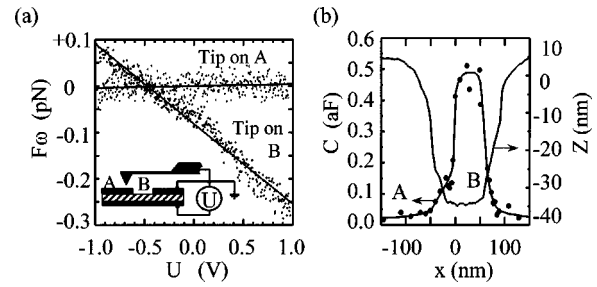 (a)
+0.1
0
-0.1
-0.2
-0.3
Fω (pN)
Tip on A
Tip on
B
A
B
U
-1.0 -0.5 0.0 0.5 1.0
U (V)
(b)
0.6
0.5
0.4
0.3
0.2
0.1
0.0
C (aF)
A
B
10
0
-10
-20
-30
-40
Z (nm)
-100 0 100
x (nm)